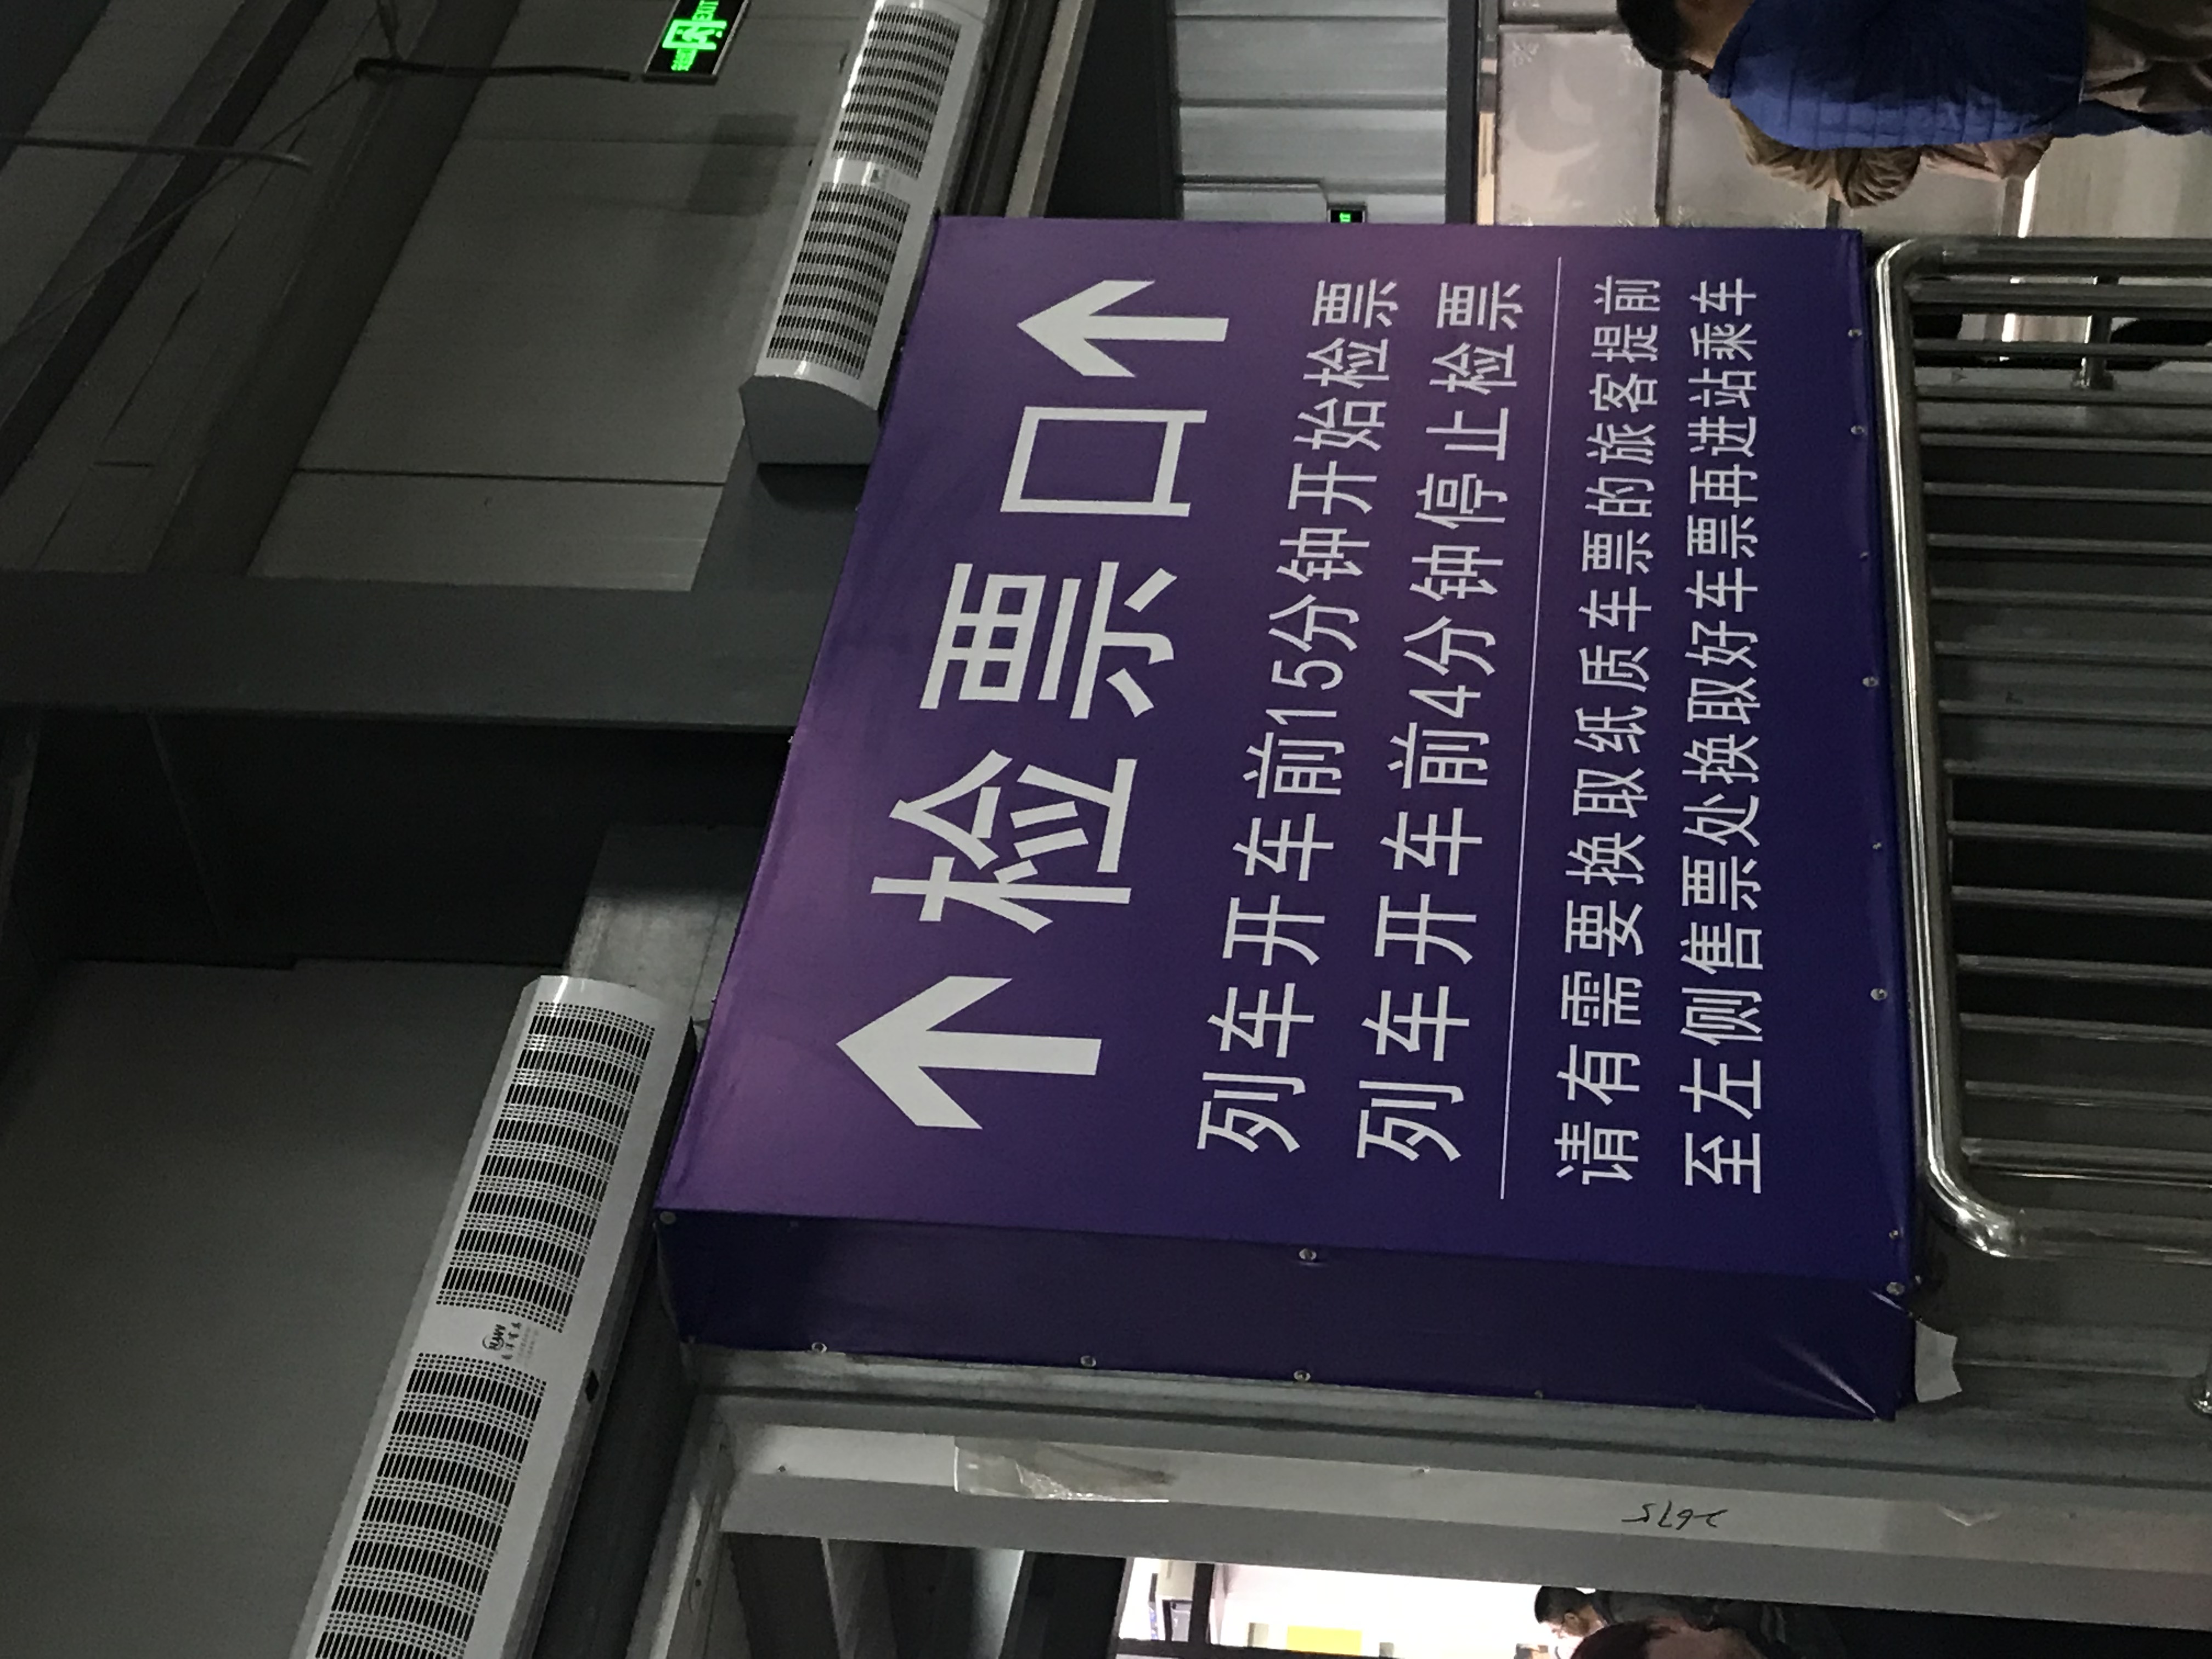 ↑检票口↑
列车开车前15分钟开始检票
列车开车前4分钟停止检票
请有需要换取纸质车票的旅客提前
至左侧售票处换取好车票再进站乘车
EXIT
2675